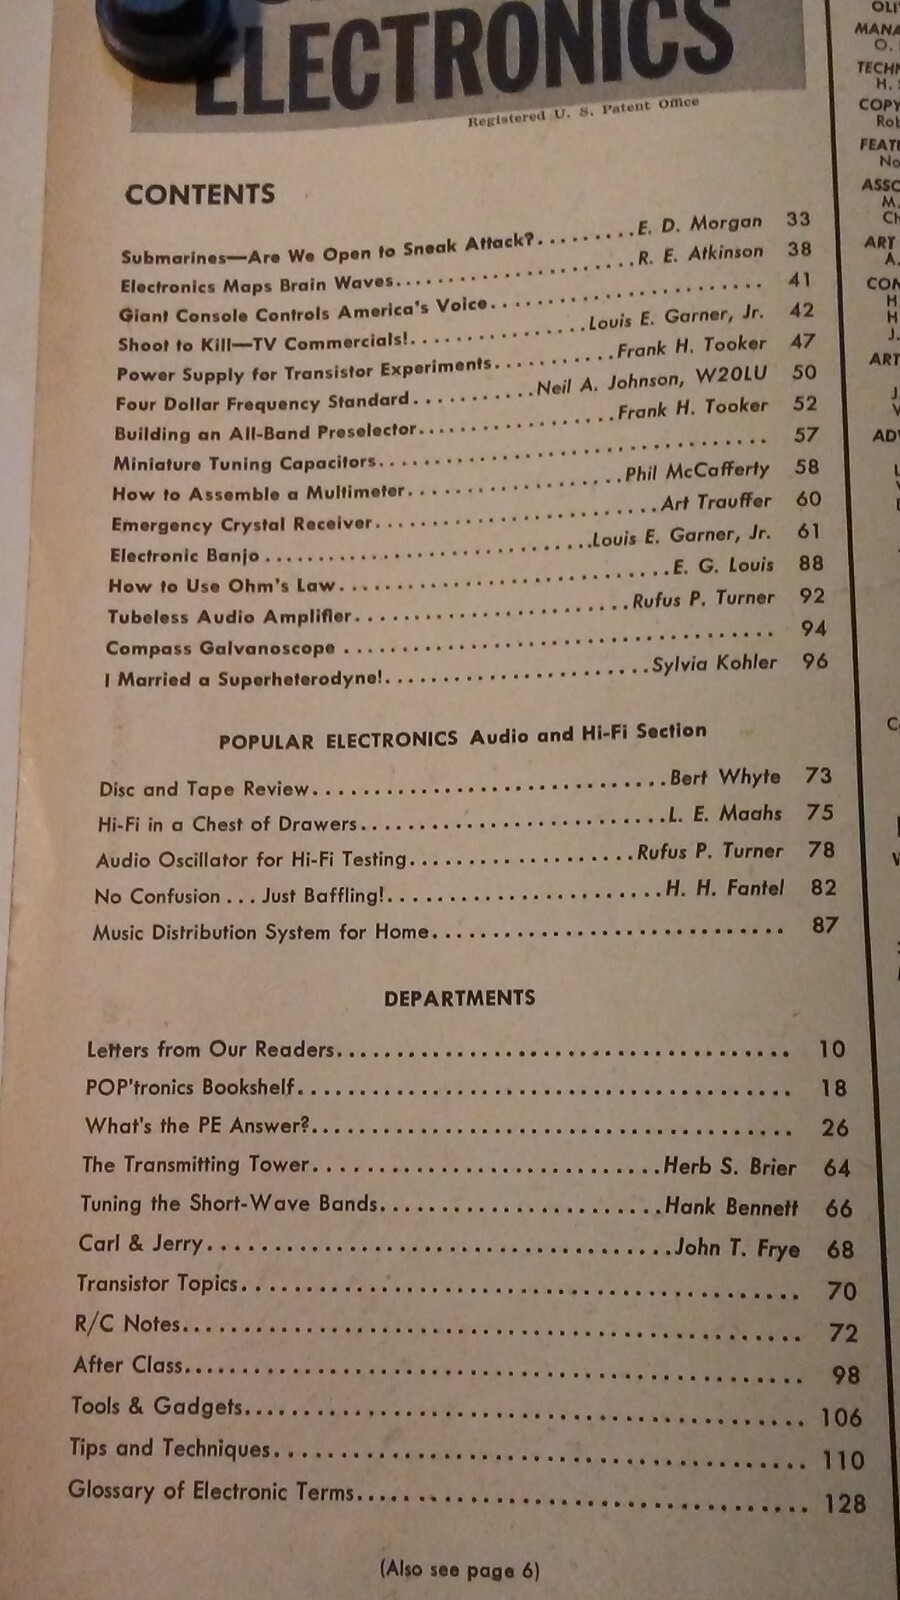 ELECTRONICS
Registered U. S. Patent Office
CONTENTS
Submarines—Are We Open to Sneak Attack?.........E. D. Morgan 33
Electronics Maps Brain Waves....................R. E. Atkinson 38
Giant Console Controls America's Voice....................... 41
Shoot to Kill—TV Commercials!...............Louis E. Garner, Jr. 42
Power Supply for Transistor Experiments..........Frank H. Tooker 47
Four Dollar Frequency Standard...........Neil A. Johnson, W20LU 50
Building an All-Band Preselector.................Frank H. Tooker 52
Miniature Tuning Capacitors................................. 57
How to Assemble a Multimeter..................Phil McCafferty 58
Emergency Crystal Receiver........................Art Trauffer 60
Electronic Banjo............................Louis E. Garner, Jr. 61
How to Use Ohm's Law............................E. G. Louis 88
Tubeless Audio Amplifier.......................Rufus P. Turner 92
Compass Galvanoscope.................................... 94
I Married a Superheterodyne!......................Sylvia Kohler 96
POPULAR ELECTRONICS Audio and Hi-Fi Section
Disc and Tape Review..............................Bert Whyte 73
Hi-Fi in a Chest of Drawers..........................L. E. Maahs 75
Audio Oscillator for Hi-Fi Testing...................Rufus P. Turner 78
No Confusion . . . Just Baffling!.......................H. H. Fantel 82
Music Distribution System for Home............................. 87
DEPARTMENTS
Letters from Our Readers..................................... 10
POP'tronics Bookshelf........................................ 18
What's the PE Answer?....................................... 26
The Transmitting Tower.............................Herb S. Brier 64
Tuning the Short-Wave Bands.......................Hank Bennett 66
Carl & Jerry......................................John T. Frye 68
Transistor Topics............................................. 70
R/C Notes................................................... 72
After Class................................................... 98
Tools & Gadgets.............................................. 106
Tips and Techniques........................................... 110
Glossary of Electronic Terms.................................... 128
(Also see page 6)